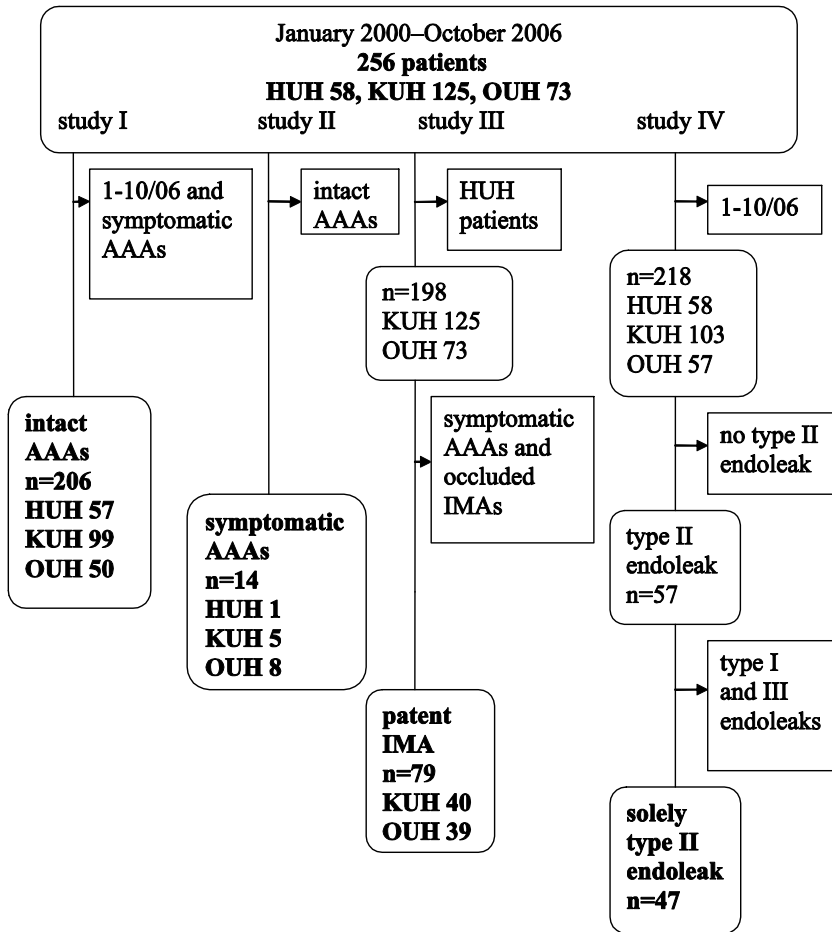 January 2000–October 2006
256 patients
HUH 58, KUH 125, OUH 73
study I
study II
study III
study IV
1-10/06 and
symptomatic
AAAs
intact
AAAs
n=206
HUH 57
KUH 99
OUH 50
intact
AAAs
symptomatic
AAAs
n=14
HUH 1
KUH 5
OUH 8
HUH
patients
n=198
KUH 125
OUH 73
symptomatic
AAAs and
occluded
IMAs
patent
IMA
n=79
KUH 40
OUH 39
1-10/06
n=218
HUH 58
KUH 103
OUH 57
no type II
endoleak
type II
endoleak
n=57
type I
and III
endoleaks
solely
type II
endoleak
n=47